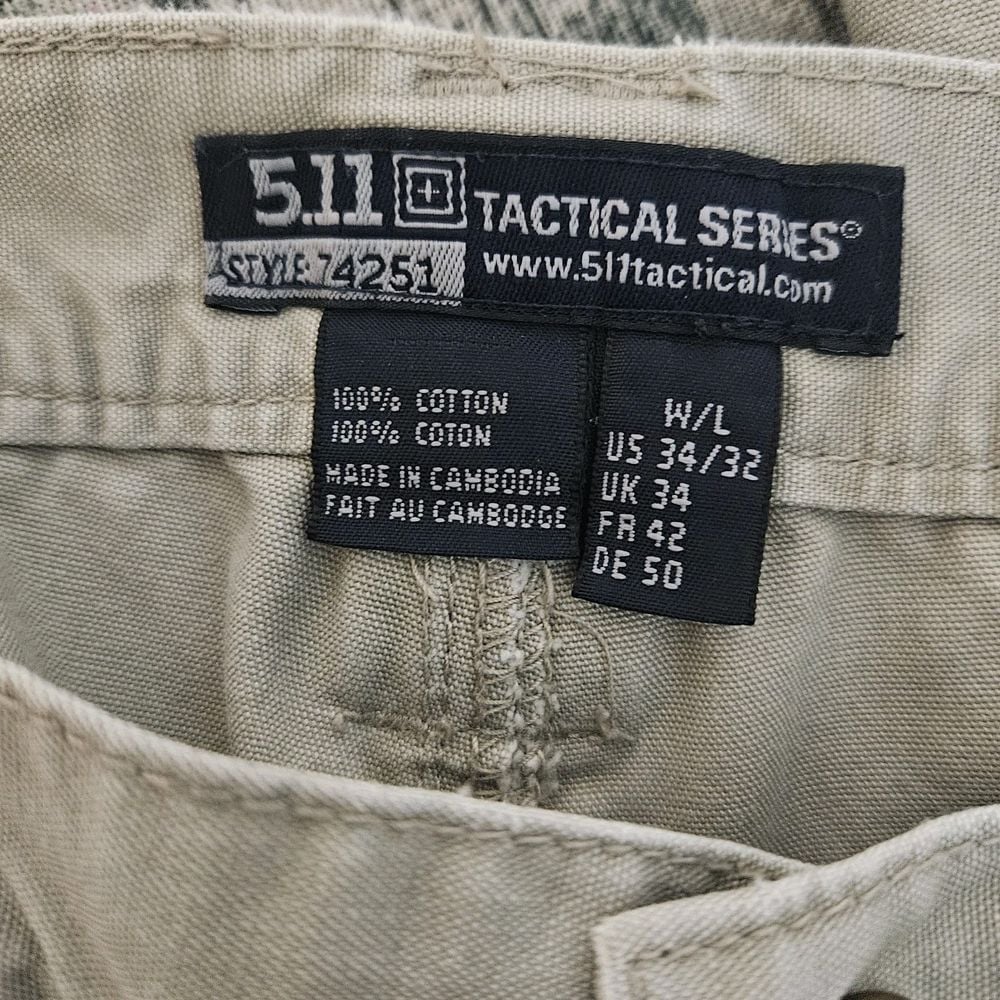 5.11 TACTICAL SERIES®
STYLE 74251
www.511tactical.com
100% COTTON
100% COTON
MADE IN CAMBODIA
FAIT AU CAMBODGE
W/L
US 34/32
UK 34
FR 42
DE 50